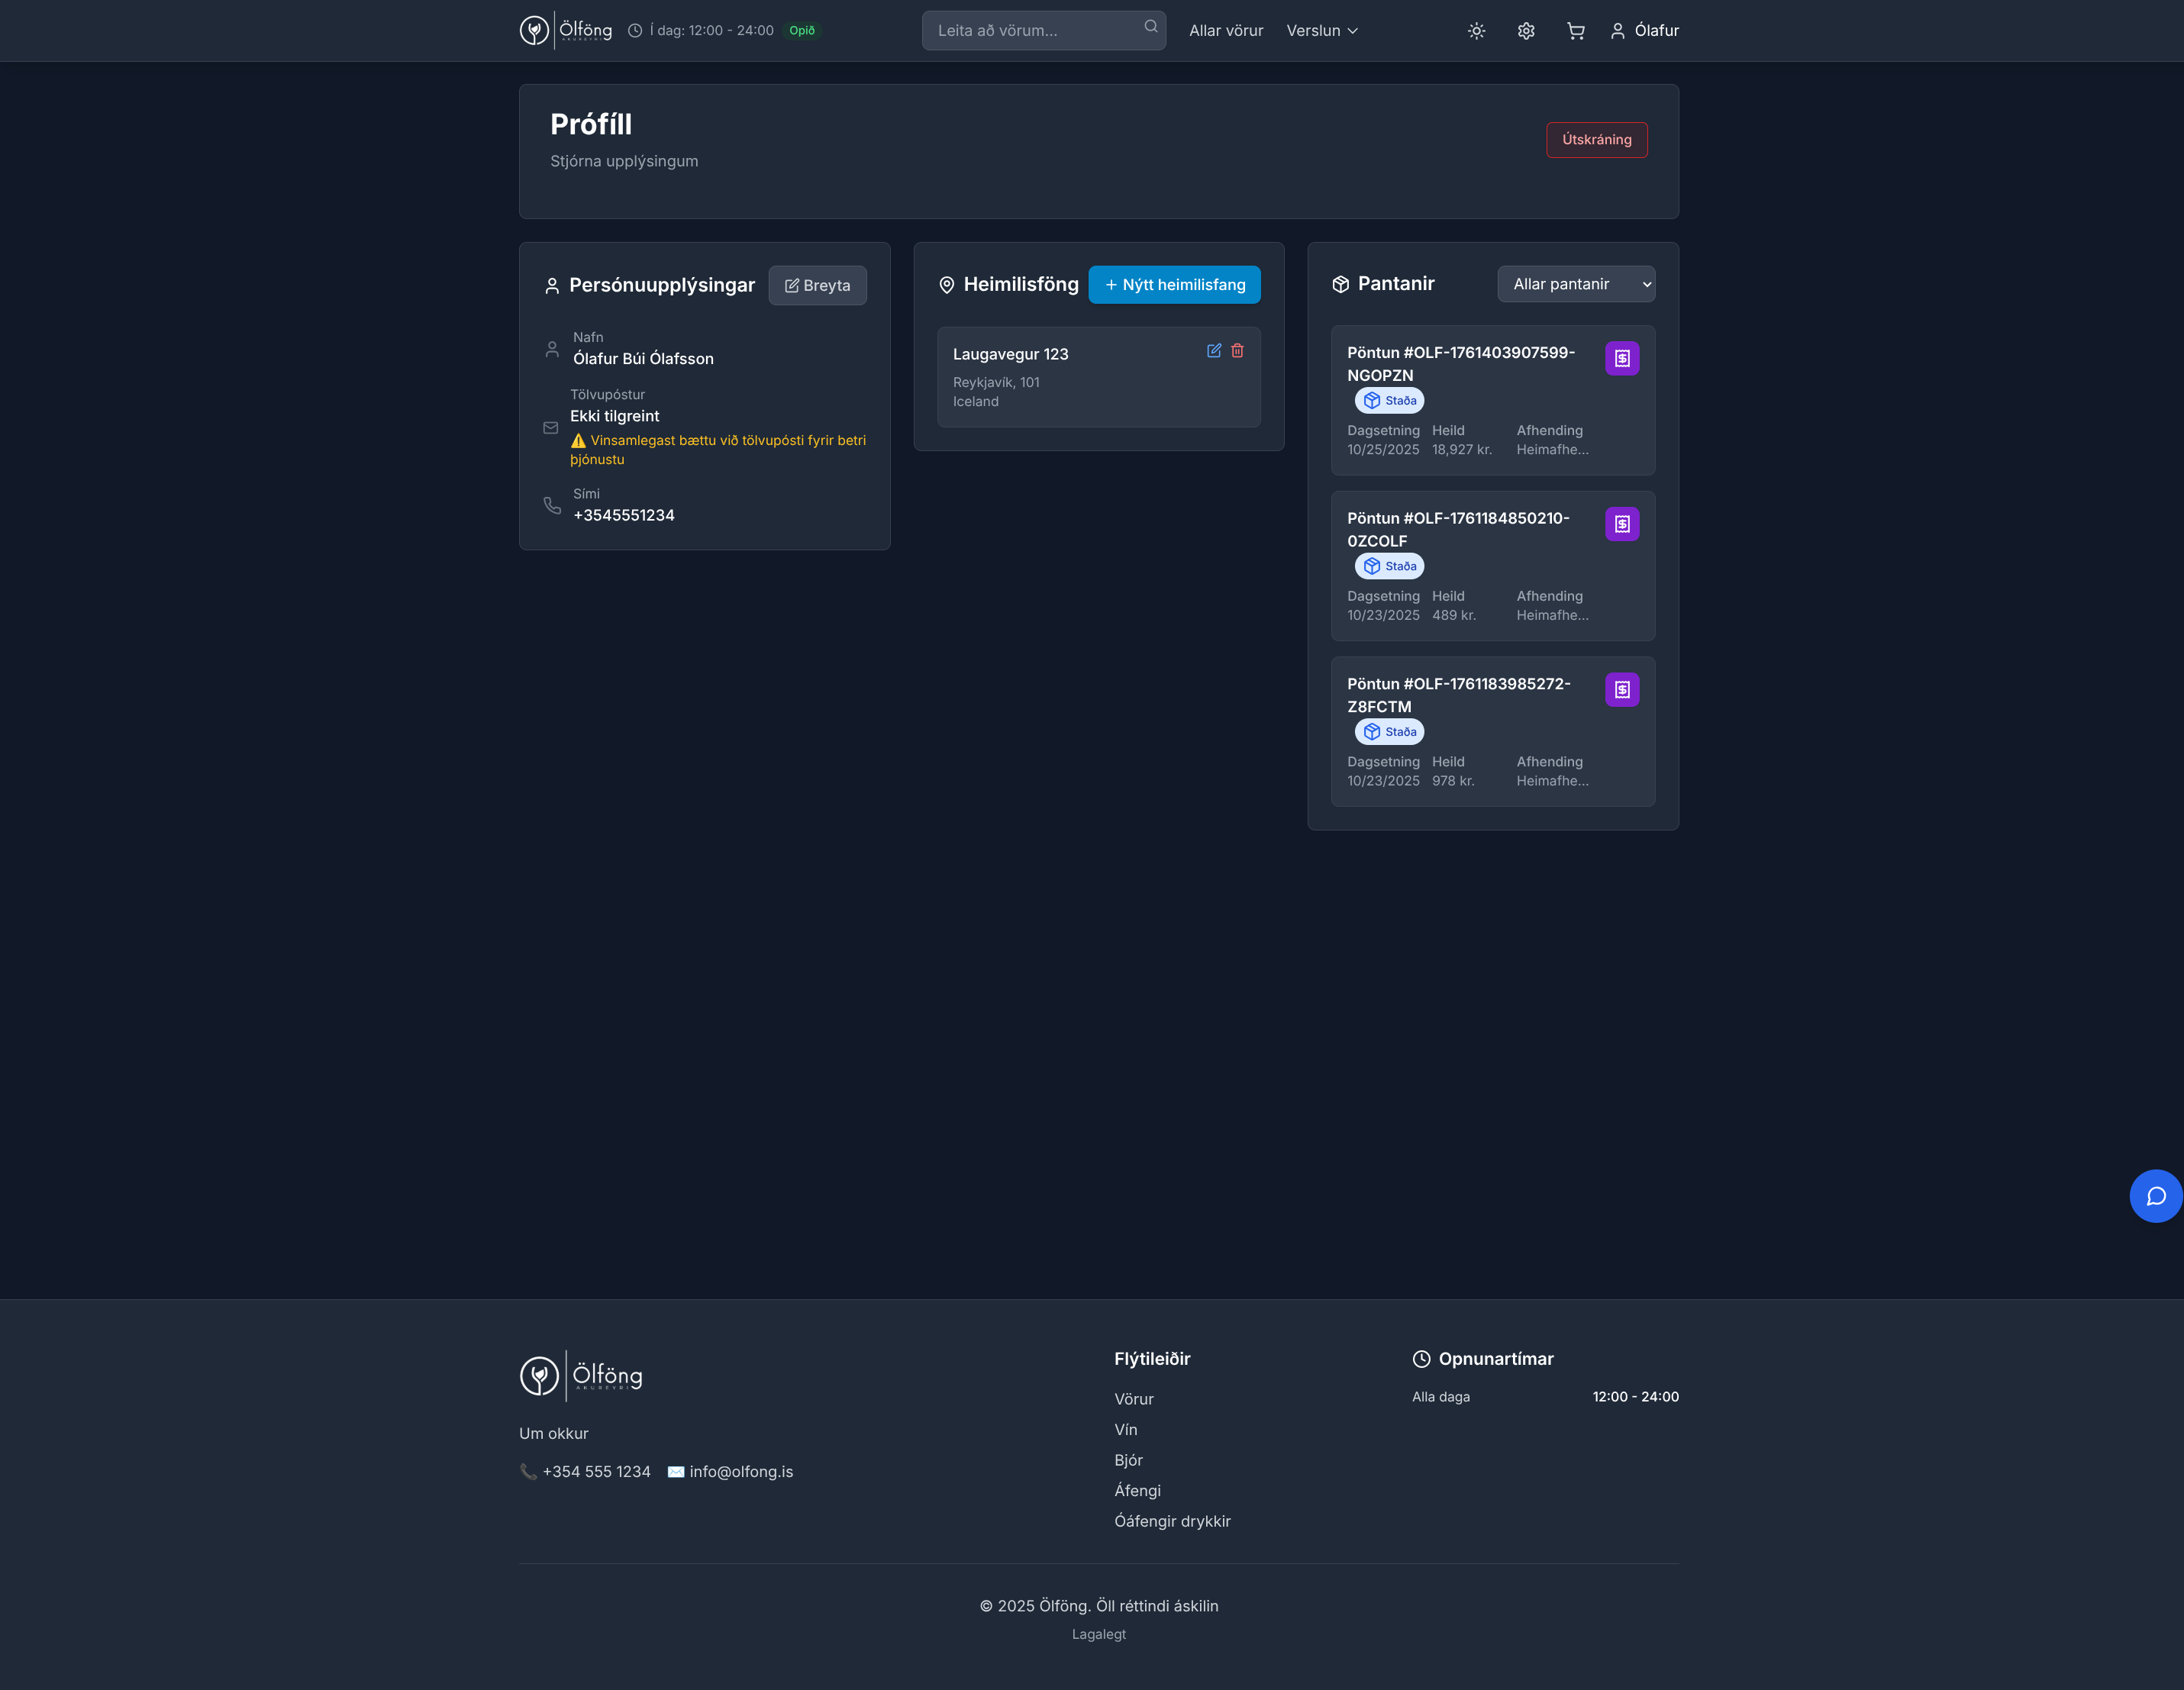 Ölföng
AKUREYRI
Í dag: 12:00 - 24:00
Opið
Leita að vörum...
Allar vörur
Verslun
Ólafur
Prófíll
Stjórna upplýsingum
Útskráning
Persónuupplýsingar
Breyta
Nafn
Ólafur Búi Ólafsson
Tölvupóstur
Ekki tilgreint
⚠️ Vinsamlegast bættu við tölvupósti fyrir betri
þjónustu
Sími
+3545551234
Heimilisföng
+ Nýtt heimilisfang
Laugavegur 123
Reykjavík, 101
Iceland
Pantanir
Allar pantanir
Pöntun #OLF-1761403907599-
NGOPZN
Staða
Dagsetning Heild Afhending
10/25/2025 18,927 kr. Heimafhe...
Pöntun #OLF-1761184850210-
0ZCOLF
Staða
Dagsetning Heild Afhending
10/23/2025 489 kr. Heimafhe...
Pöntun #OLF-1761183985272-
Z8FCTM
Staða
Dagsetning Heild Afhending
10/23/2025 978 kr. Heimafhe...
Ölföng
AKUREYRI
Um okkur
📞 +354 555 1234 ✉️ info@olfong.is
Flýtileiðir
Vörur
Vín
Bjór
Áfengi
Óáfengir drykkir
Opnunartímar
Alla daga 12:00 - 24:00
© 2025 Ölföng. Öll réttindi áskilin
Lagalegt